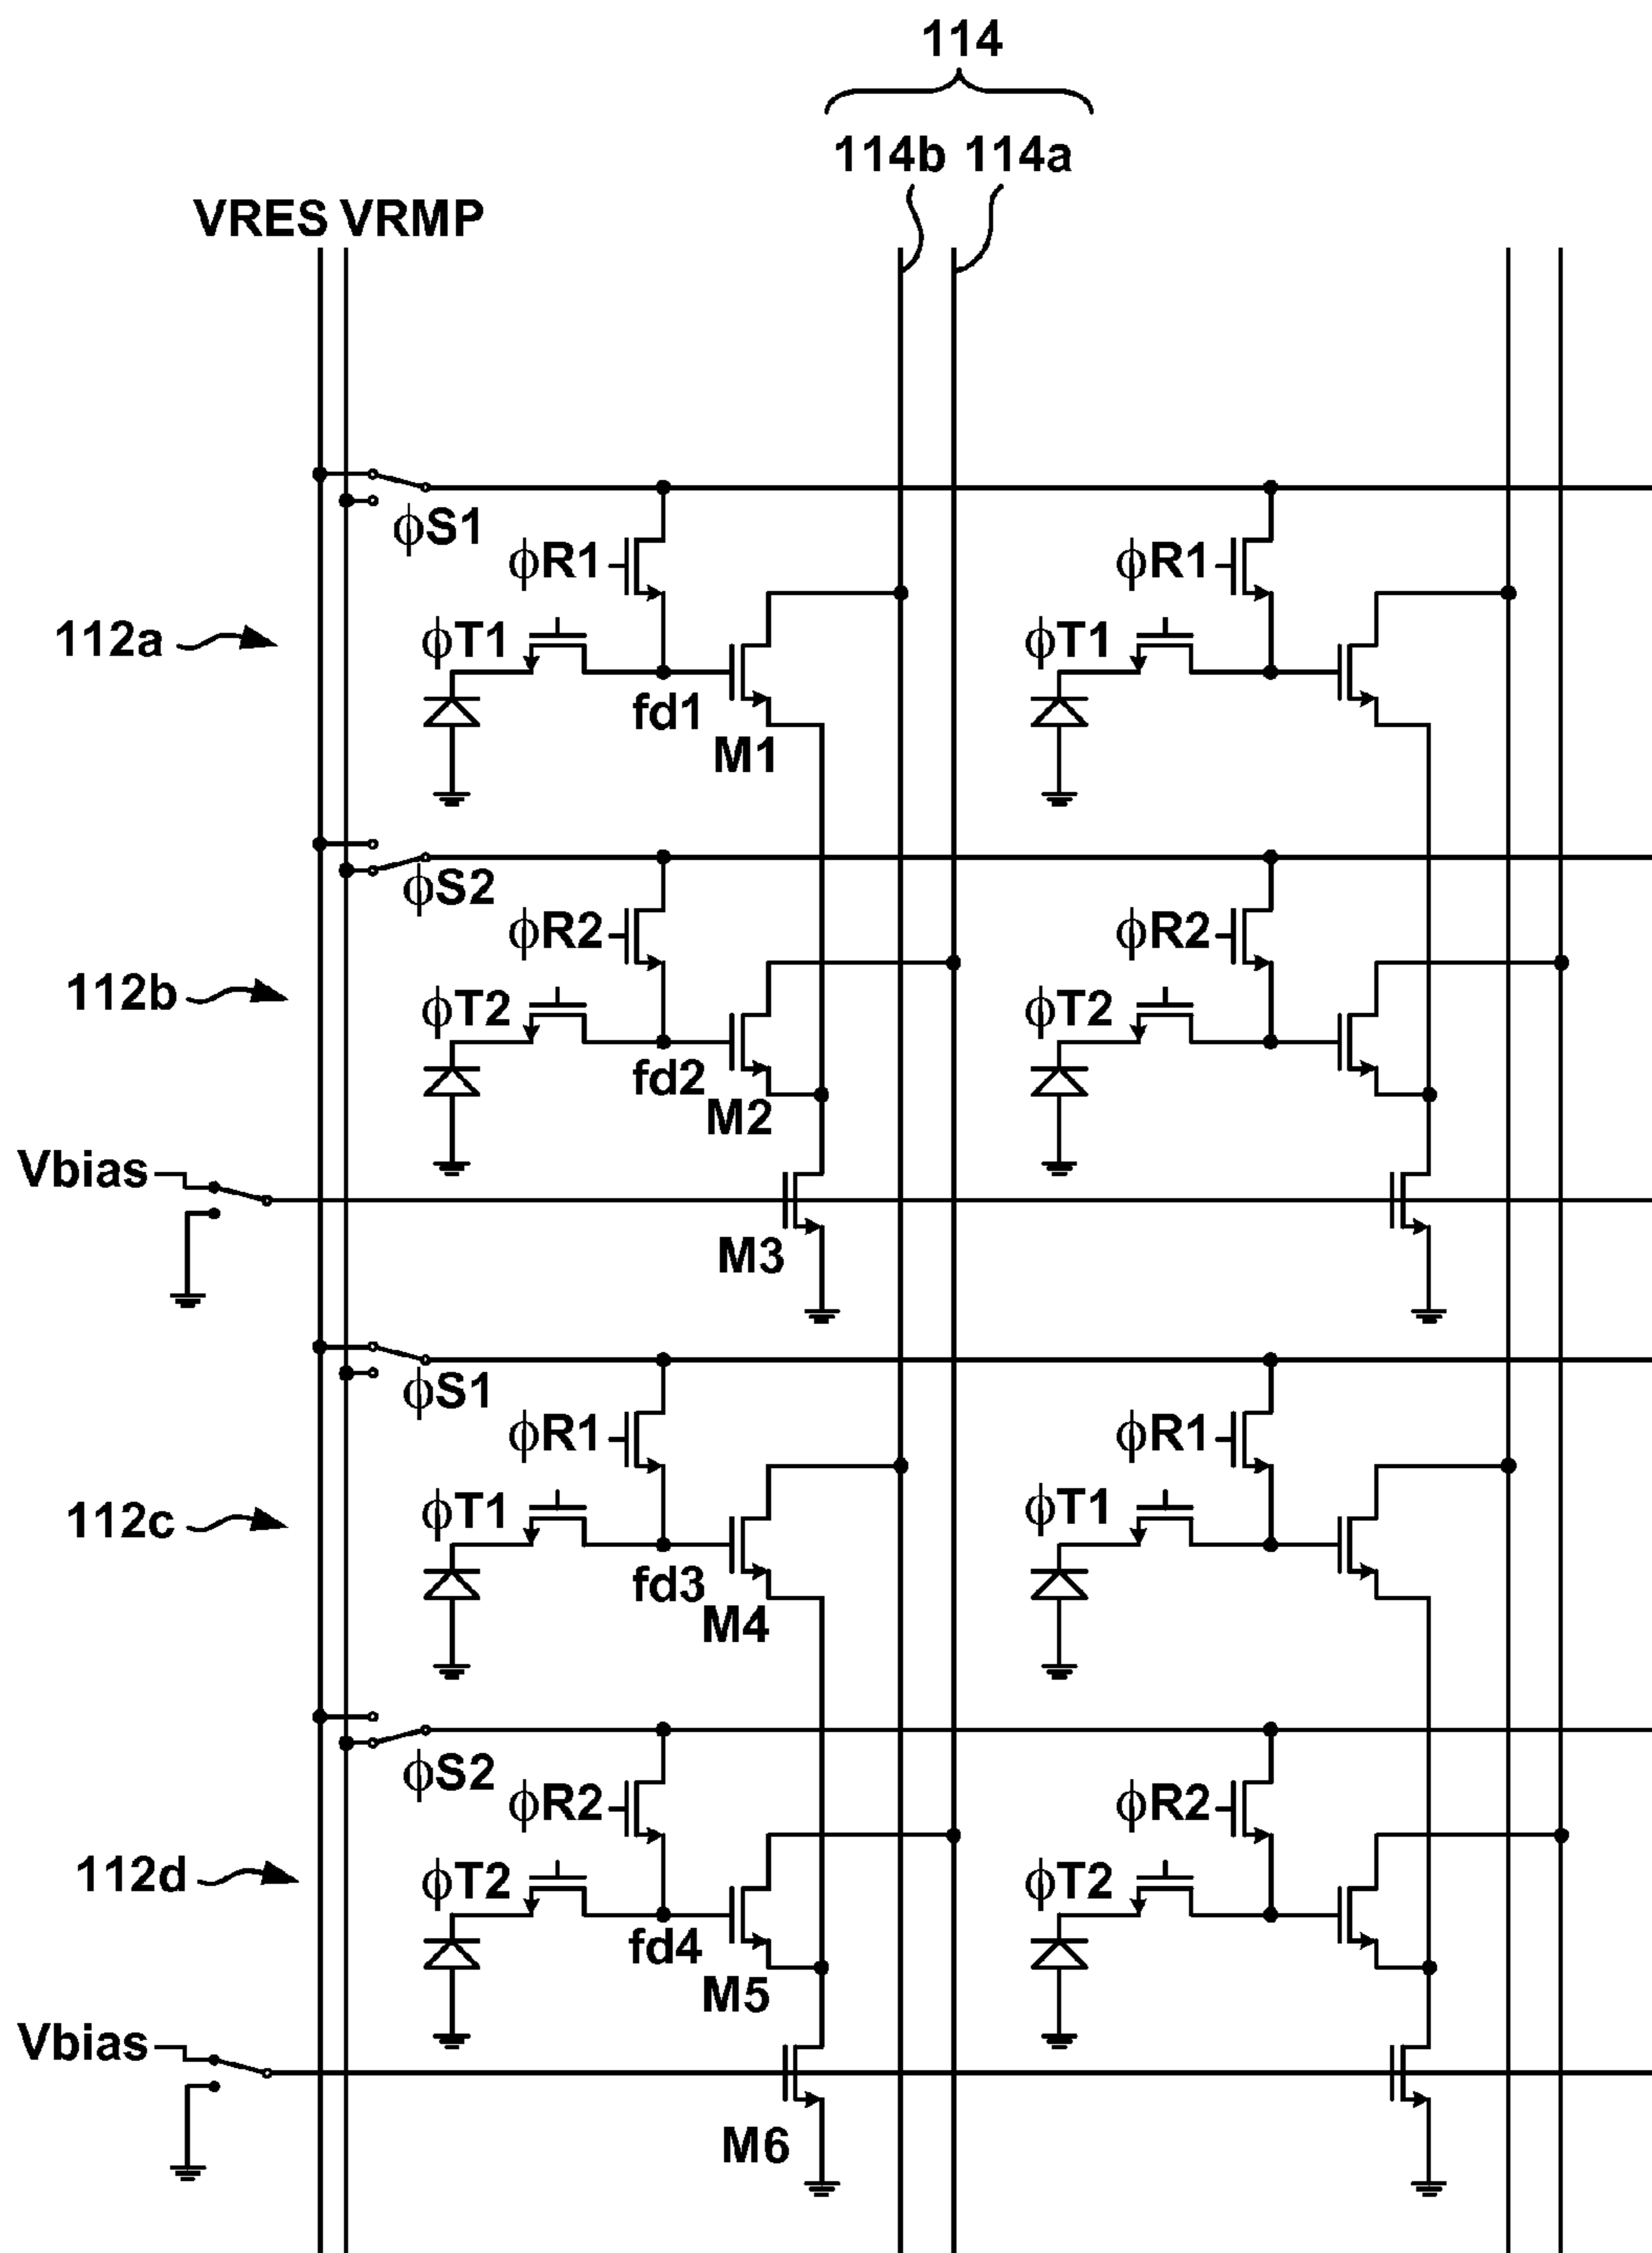 114
114b 114a
VRES VRMP
ϕS1
ϕR1 ϕR1
112a ϕT1 ϕT1
fd1
M1
ϕS2
ϕR2 ϕR2
112b ϕT2 ϕT2
fd2
M2
Vbias
M3
ϕS1
ϕR1 ϕR1
112c ϕT1 ϕT1
fd3
M4
ϕS2
ϕR2 ϕR2
112d ϕT2 ϕT2
fd4
M5
Vbias
M6